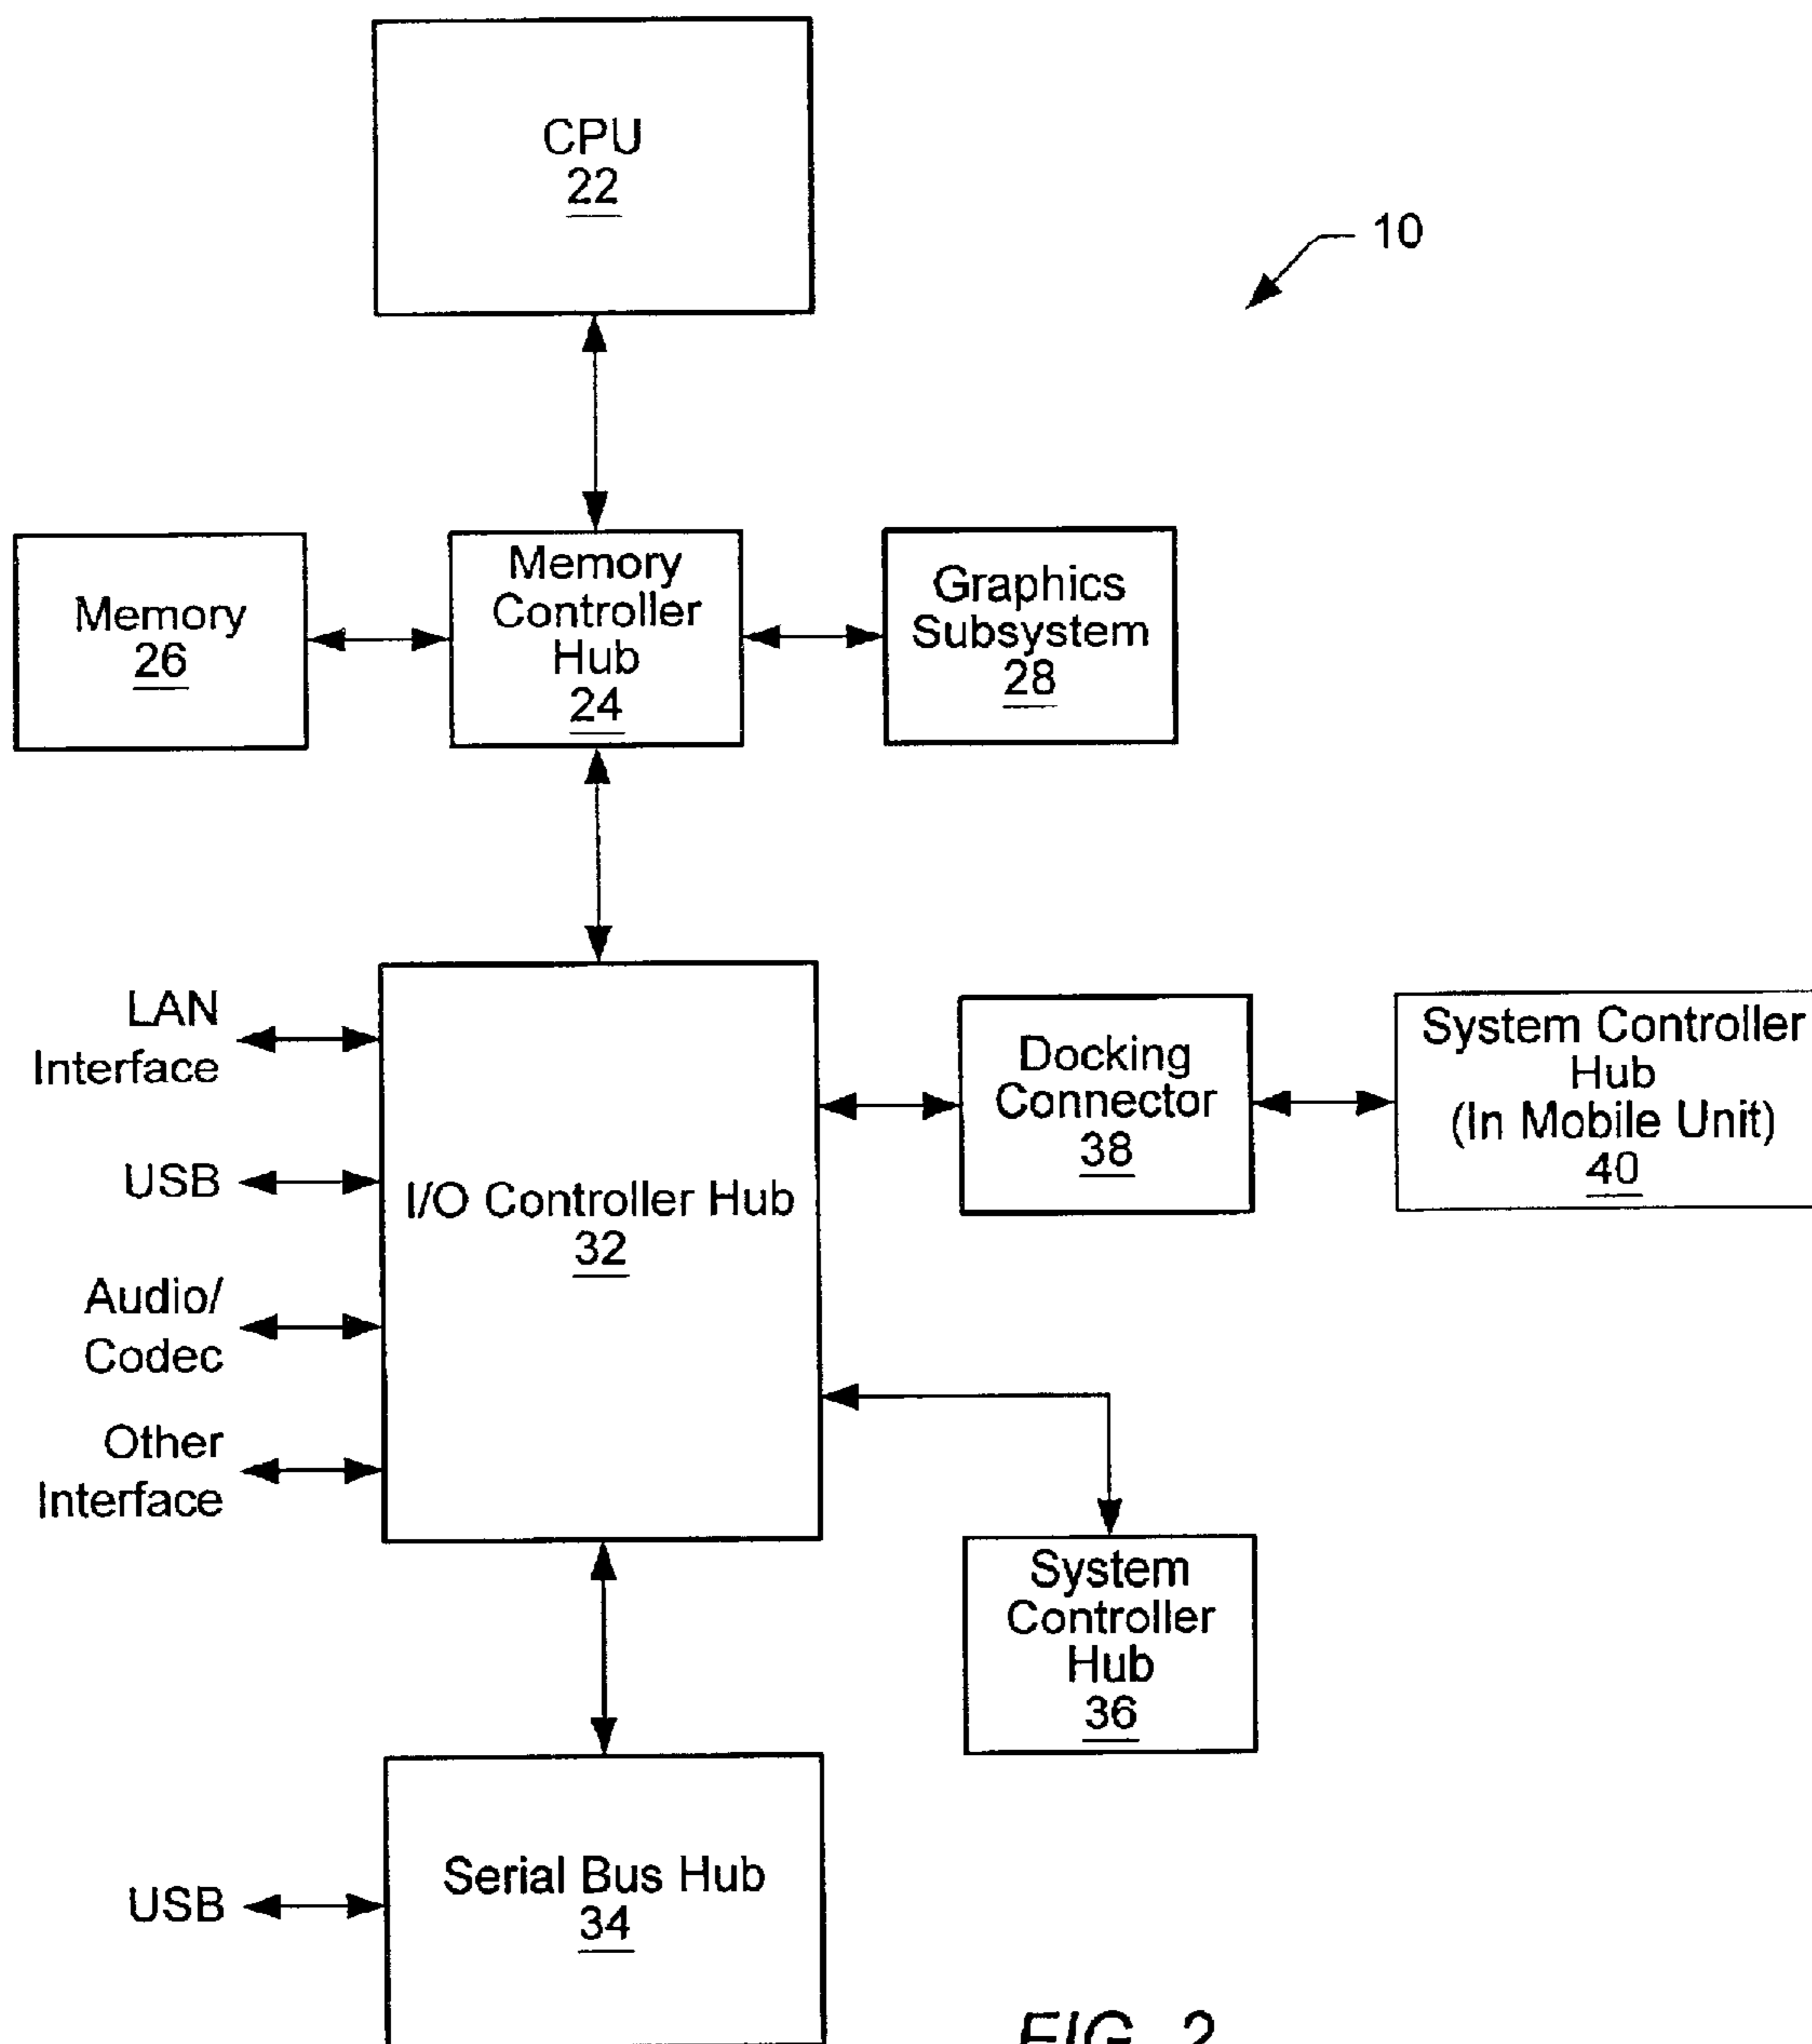 CPU
22
10
Memory
26
Memory
Controller
Hub
24
Graphics
Subsystem
28
LAN
Interface
USB
Audio/
Codec
Other
Interface
I/O Controller Hub
32
Docking
Connector
38
System Controller
Hub
(In Mobile Unit)
40
System
Controller
Hub
36
USB
Serial Bus Hub
34
FIG. 2